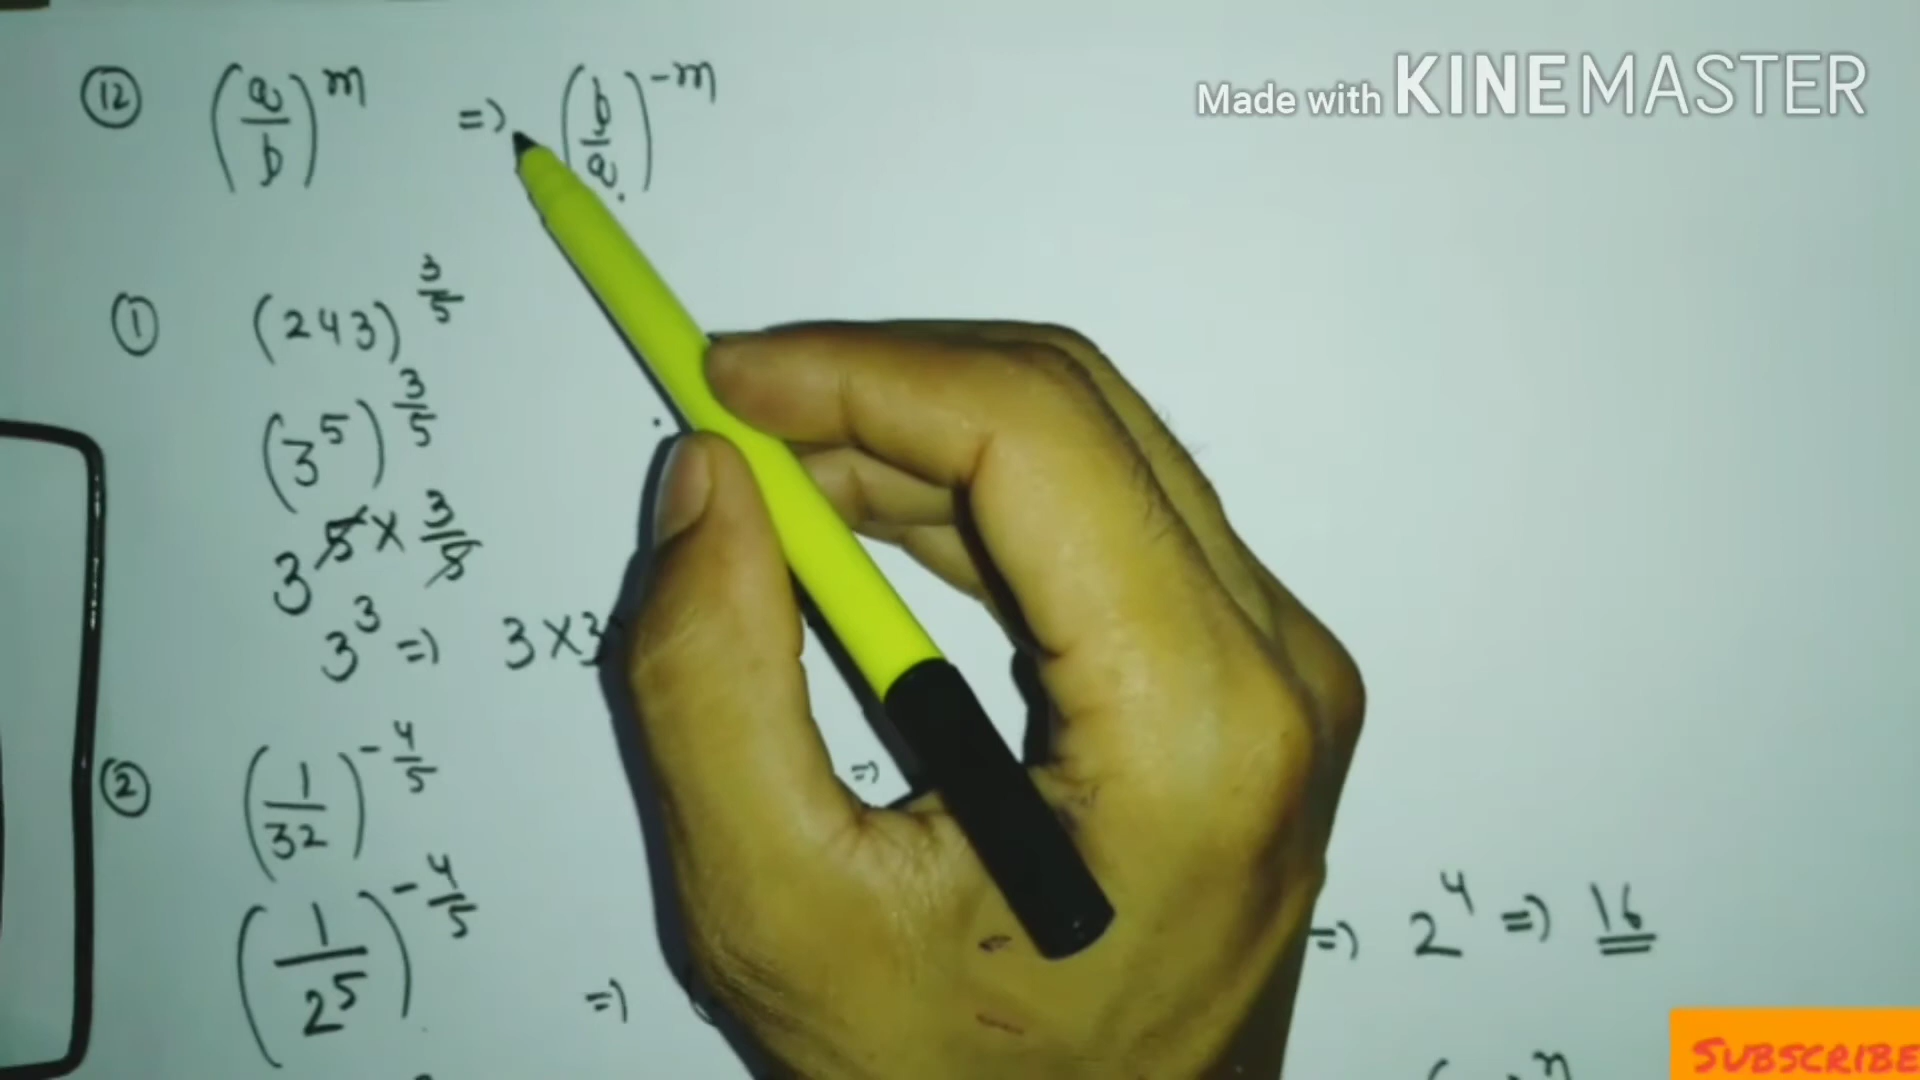 Made with KINEMASTER
⑫ (a/b)^m => (b/a)^-m
① (243)^3/5
(3^5)^3/5
3^5×3/5
3^3 => 3×3
② (1/32)^-4/5 =>
(1/2^5)^-4/5 => => 2^4 => 16
SUBSCRIBE